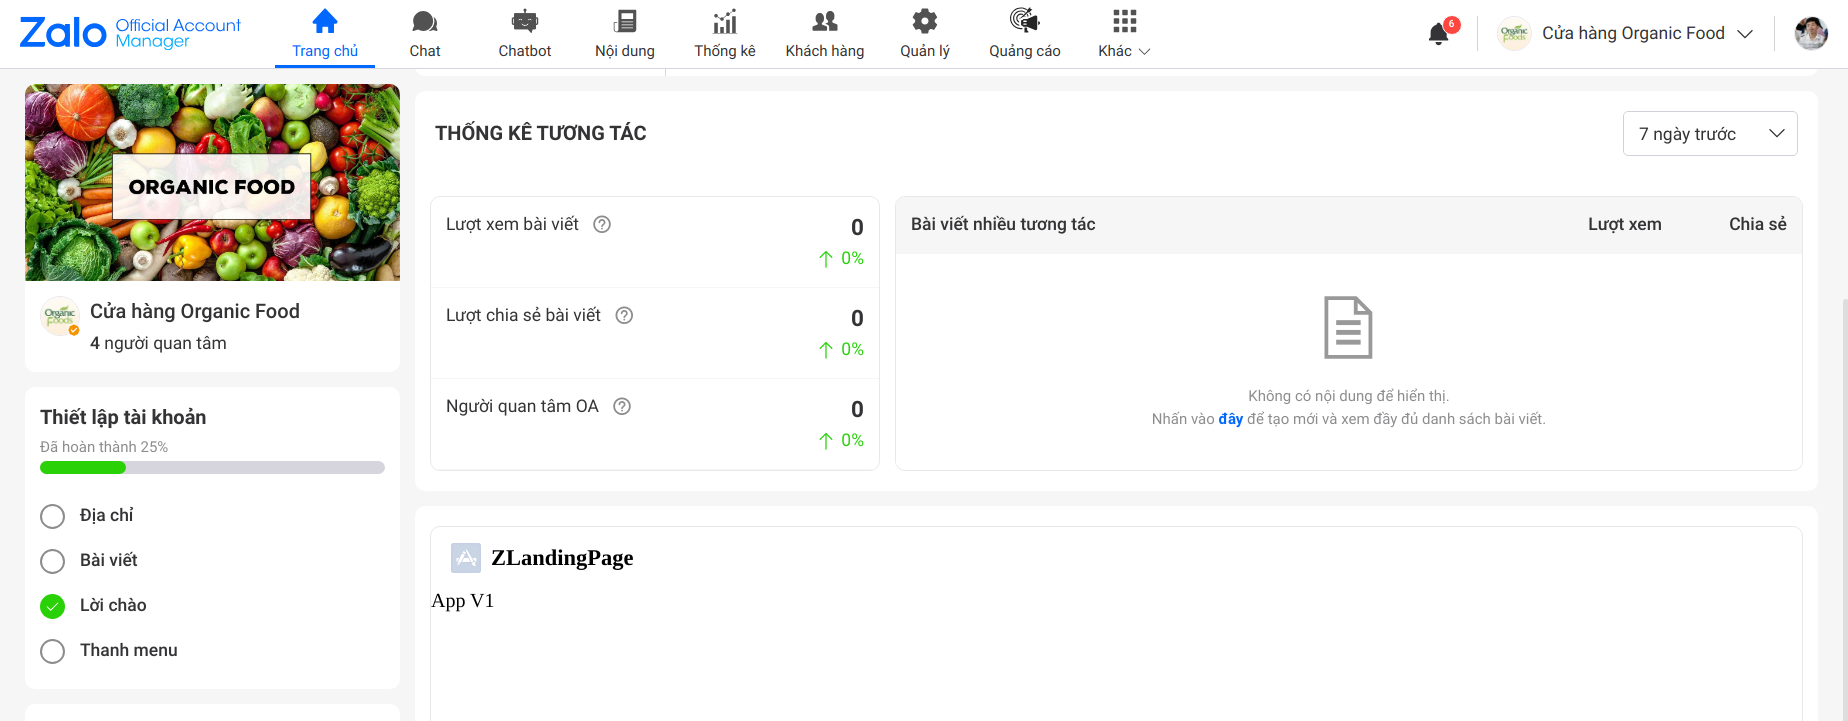 Zalo Official Account Manager
Trang chủ
Chat
Chatbot
Nội dung
Thống kê
Khách hàng
Quản lý
Quảng cáo
Khác
6
Organic Foods
Cửa hàng Organic Food
ORGANIC FOOD
Organic Foods
Cửa hàng Organic Food
4 người quan tâm
Thiết lập tài khoản
Đã hoàn thành 25%
Địa chỉ
Bài viết
Lời chào
Thanh menu
THỐNG KÊ TƯƠNG TÁC
7 ngày trước
Lượt xem bài viết ?
0
0%
Lượt chia sẻ bài viết ?
0
0%
Người quan tâm OA ?
0
0%
Bài viết nhiều tương tác
Lượt xem
Chia sẻ
Không có nội dung để hiển thị.
Nhấn vào đây để tạo mới và xem đầy đủ danh sách bài viết.
ZLandingPage
App V1